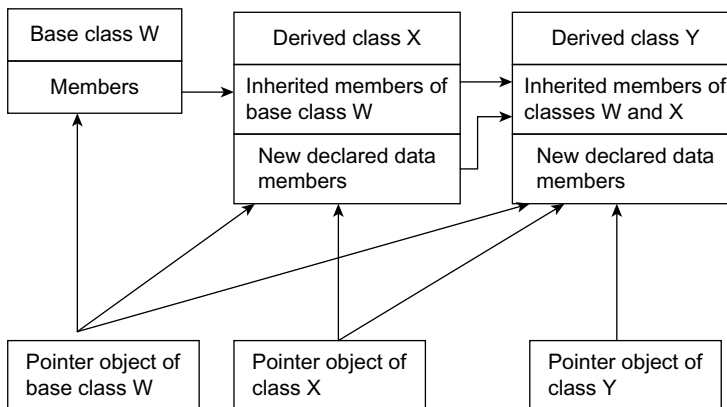 Base class W
Members
Derived class X
Inherited members of
base class W
New declared data
members
Derived class Y
Inherited members of
classes W and X
New declared data
members
Pointer object of
base class W
Pointer object of
class X
Pointer object of
class Y